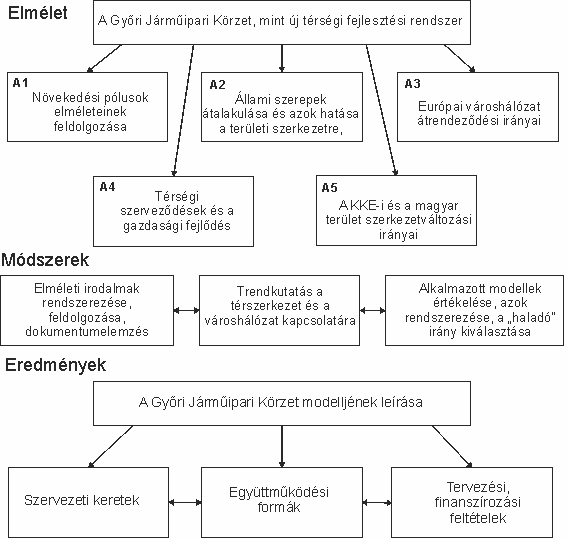 Elmélet
A Győri Járműipari Körzet, mint új térségi fejlesztési rendszer
A1
Növekedési pólusok
elméleteinek
feldolgozása
A2
Állami szerepek
átalakulása és azok hatása
a területi szerkezetre,
A3
Európai városhálózat
átrendeződési irányai
A4
Térségi
szerveződések és a
gazdasági fejlődés
A5
A KKE-i és a magyar
terület szerkezetváltozási
irányai
Módszerek
Elméleti irodalmak
rendszerezése,
feldolgozása,
dokumentumelemzés
Trendkutatás a
térszerkezet és a
városhálózat kapcsolatára
Alkalmazott modellek
értékelése, azok
rendszerezése, a „haladó”
irány kiválasztása
Eredmények
A Győri Járműipari Körzet modelljének leírása
Szervezeti keretek
Együttműködési
formák
Tervezési,
finanszírozási
feltételek